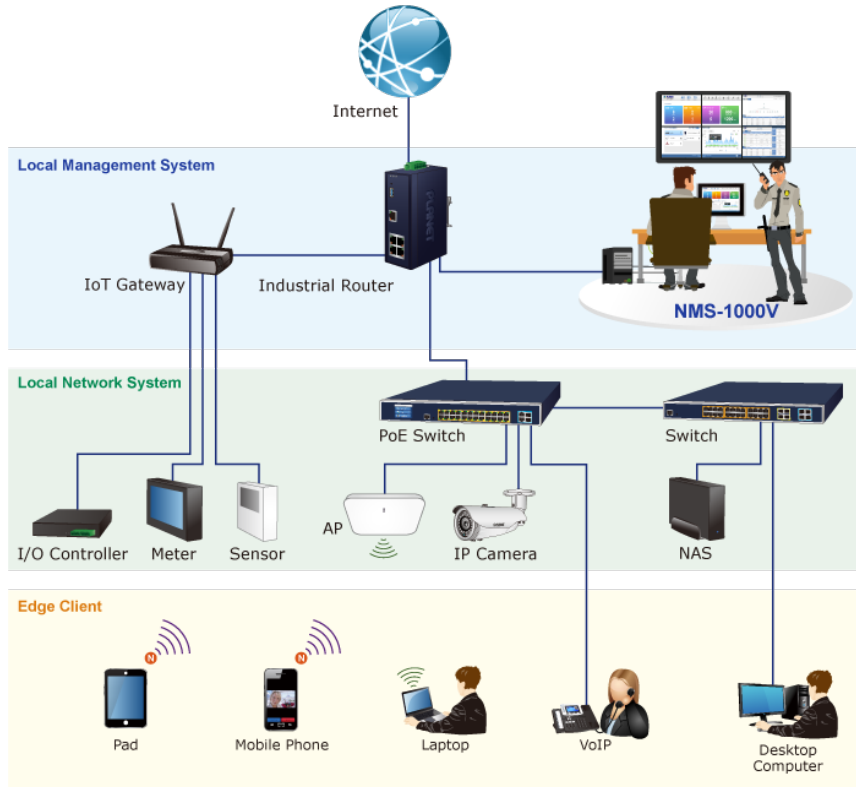 Internet
Local Management System
PLANET
IoT Gateway
Industrial Router
NMS-1000V
Local Network System
PoE Switch
Switch
AP
I/O Controller
Meter
Sensor
IP Camera
NAS
Edge Client
N
N
Pad
Mobile Phone
Laptop
VoIP
Desktop
Computer